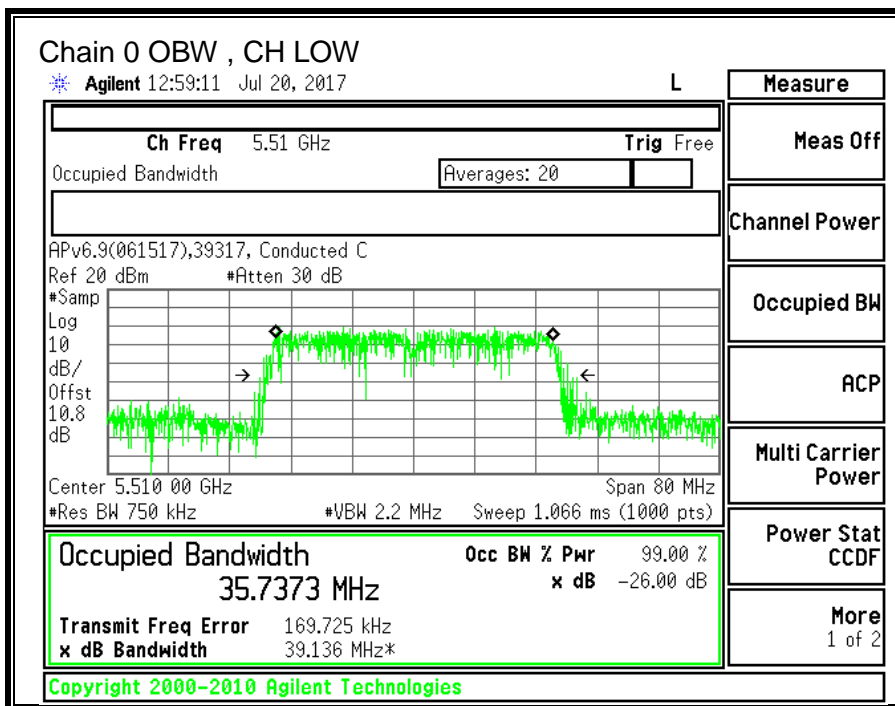 Chain 0 OBW , CH LOW
Agilent 12:59:11 Jul 20, 2017 L
Measure
Ch Freq 5.51 GHz Trig Free
Occupied Bandwidth Averages: 20
APv6.9(061517),39317, Conducted C
Ref 20 dBm #Atten 30 dB
#Samp
Log
10
dB/
Offst
10.8
dB
Center 5.510 00 GHz Span 80 MHz
#Res BW 750 kHz #VBW 2.2 MHz Sweep 1.066 ms (1000 pts)
Occupied Bandwidth Occ BW % Pwr 99.00 %
35.7373 MHz x dB -26.00 dB
Transmit Freq Error 169.725 kHz
x dB Bandwidth 39.136 MHz*
Copyright 2000-2010 Agilent Technologies
Meas Off
Channel Power
Occupied BW
ACP
Multi Carrier
Power
Power Stat
CCDF
More
1 of 2